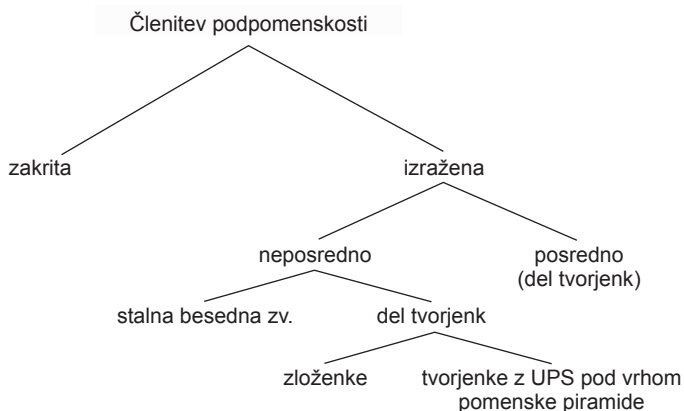 Členitev podpomenskosti
zakrita
izražena
neposredno
posredno
(del tvorjenk)
stalna besedna zv.
del tvorjenk
zloženke
tvorjenke z UPS pod vrhom
pomenske piramide